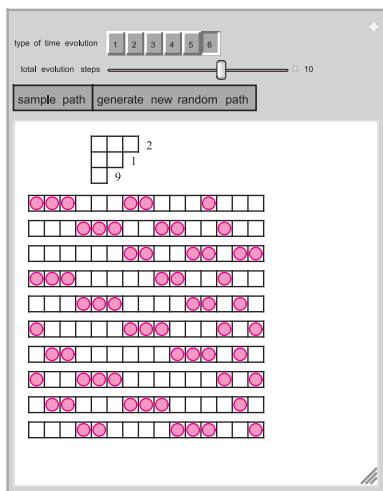 type of time evolution 1 2 3 4 5 6
total evolution steps 10
sample path generate new random path
2
1
9